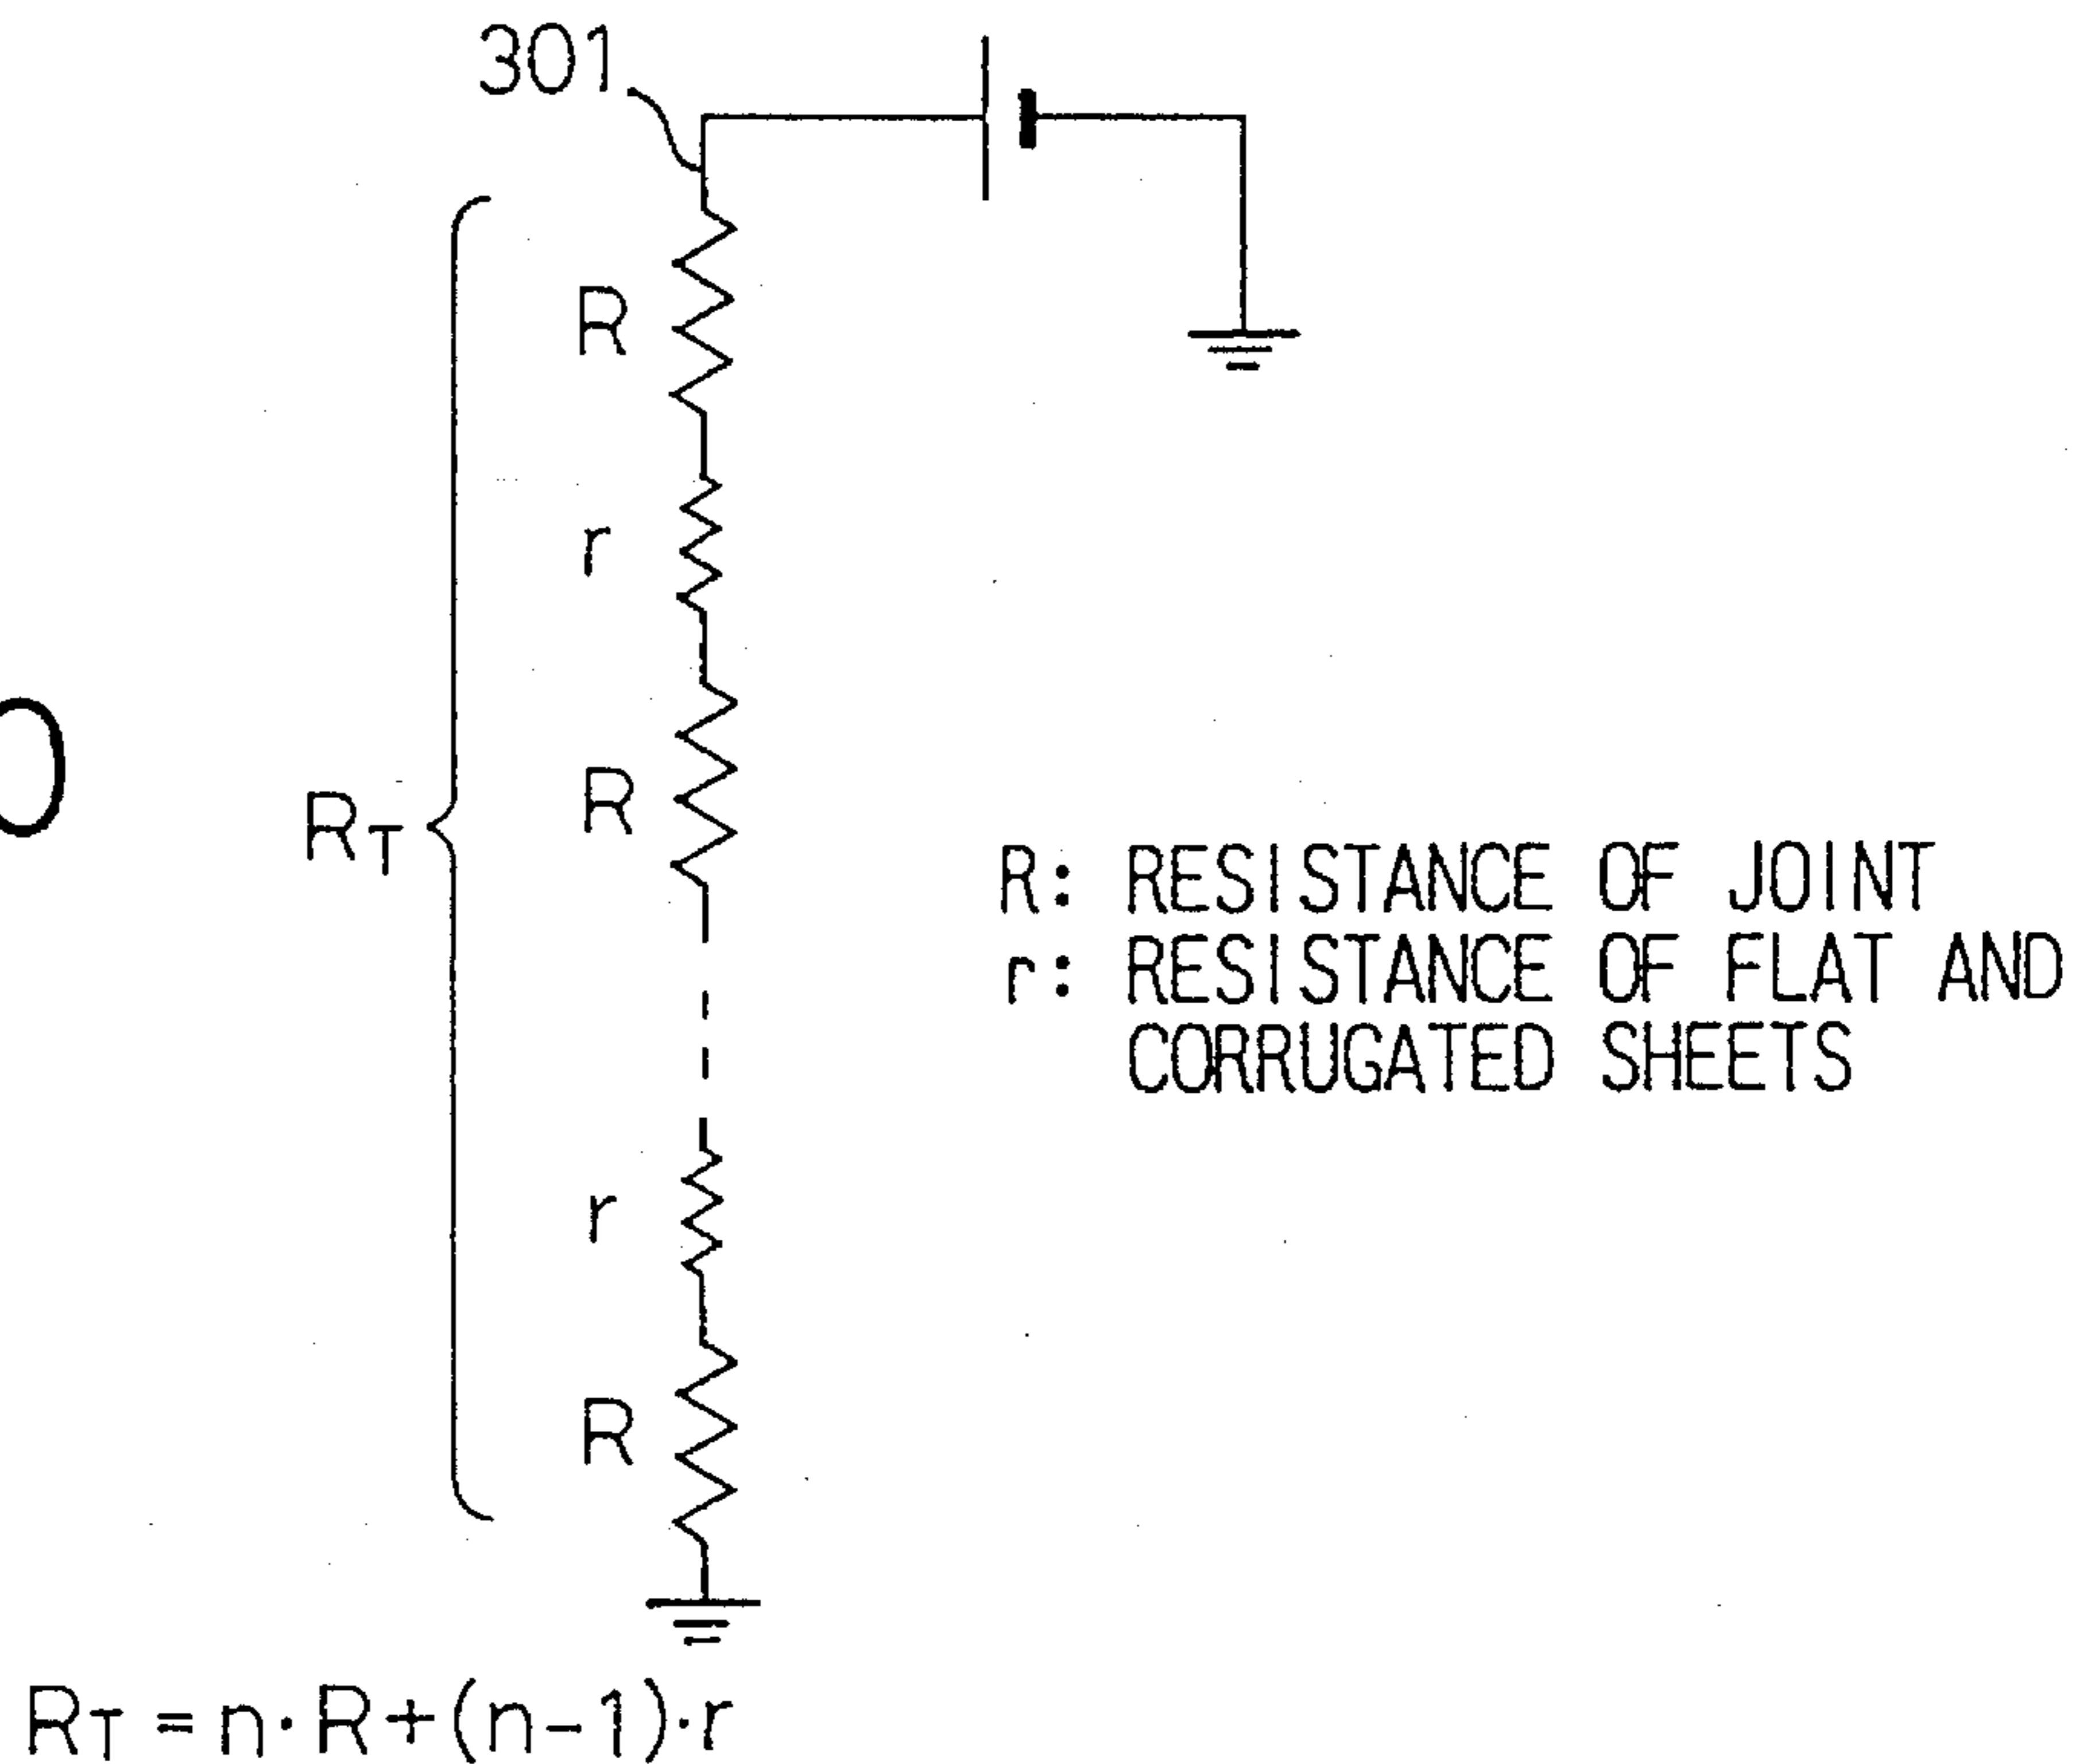 301
R
r
R
RT
R: RESISTANCE OF JOINT
r: RESISTANCE OF FLAT AND
CORRUGATED SHEETS
r
R
RT = n·R+(n-1)·r